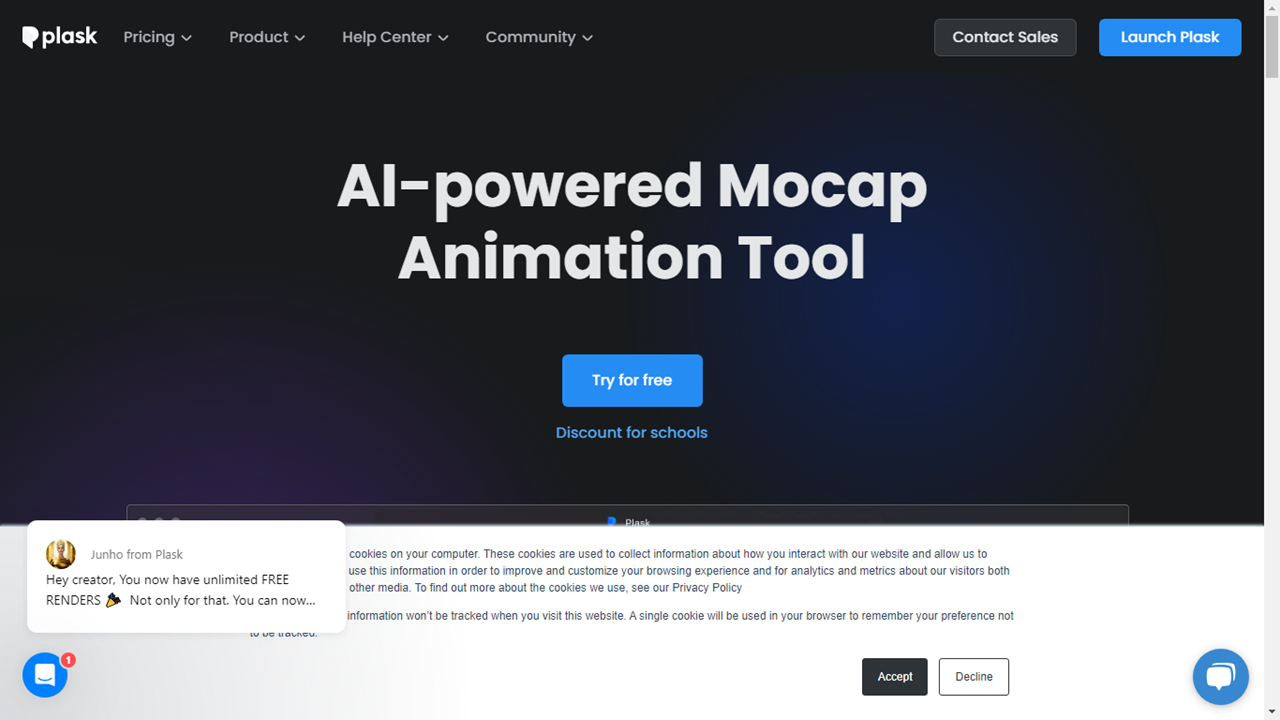 plask
Pricing
Product
Help Center
Community
Contact Sales
Launch Plask
AI-powered Mocap
Animation Tool
Try for free
Discount for schools
Plask
cookies on your computer. These cookies are used to collect information about how you interact with our website and allow us to
use this information in order to improve and customize your browsing experience and for analytics and metrics about our visitors both
other media. To find out more about the cookies we use, see our Privacy Policy
information won't be tracked when you visit this website. A single cookie will be used in your browser to remember your preference not
to be tracked.
Junho from Plask
Hey creator, You now have unlimited FREE
RENDERS 🎉 Not only for that. You can now...
1
Accept
Decline